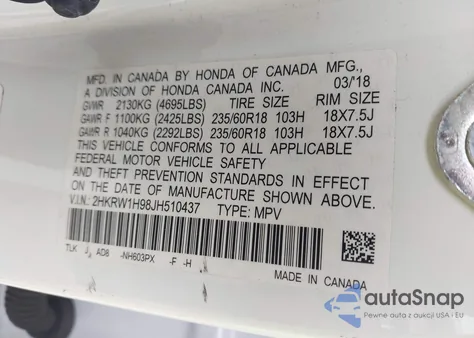 MFD. IN CANADA BY HONDA OF CANADA MFG.,
A DIVISION OF HONDA CANADA INC. 03/'18
GVWR 2130KG (4695LBS) TIRE SIZE RIM SIZE
GAWR F 1100KG (2425LBS) 235/60R18 103H 18X7.5J
GAWR R 1040KG (2292LBS) 235/60R18 103H 18X7.5J
THIS VEHICLE CONFORMS TO ALL APPLICABLE
FEDERAL MOTOR VEHICLE SAFETY
AND THEFT PREVENTION STANDARDS IN EFFECT
ON THE DATE OF MANUFACTURE SHOWN ABOVE.
V.I.N.: 2HKRW1H98JH510437 TYPE: MPV
TLK AD8 -NH603PX -F -H
MADE IN CANADA
autoSnap
Pewne auta z aukcji USA i EU